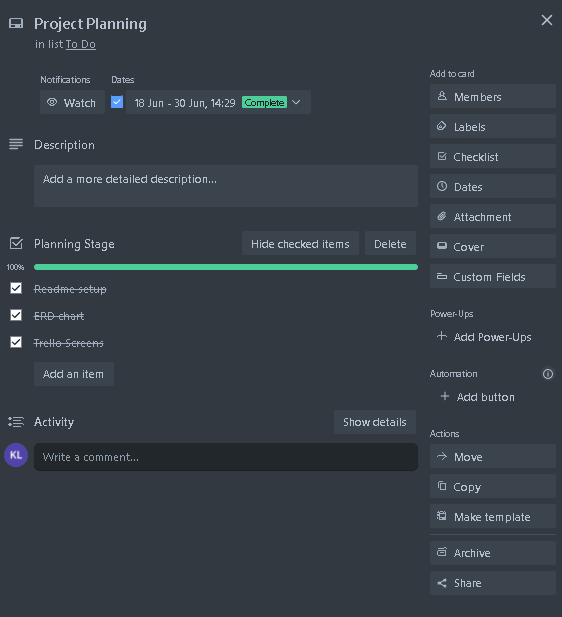 Project Planning
in list To Do
Notifications
Dates
Watch
18 Jun - 30 Jun, 14:29 Complete
Description
Add a more detailed description...
Planning Stage
Hide checked items
Delete
100%
Readme setup
ERD chart
Trello Screens
Add an item
Activity
Show details
KL
Write a comment...
Add to card
Members
Labels
Checklist
Dates
Attachment
Cover
Custom Fields
Power-Ups
Add Power-Ups
Automation
Add button
Actions
Move
Copy
Make template
Archive
Share